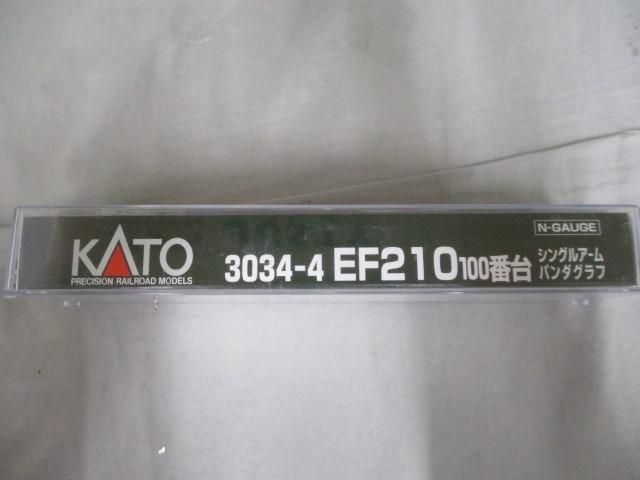 KATO
PRECISION RAILROAD MODELS
3034-4 EF210 100番台
N-GAUGE
シングルアーム
パンダグラフ